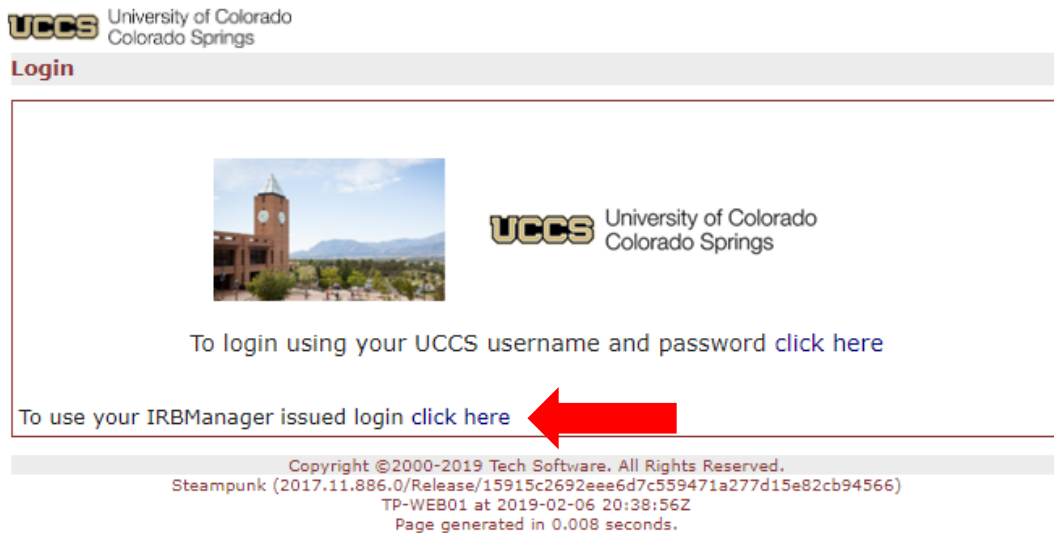 UCCS University of Colorado
Colorado Springs
Login
UCCS University of Colorado
Colorado Springs
To login using your UCCS username and password click here
To use your IRBManager issued login click here
Copyright ©2000-2019 Tech Software. All Rights Reserved.
Steampunk (2017.11.886.0/Release/15915c2692eee6d7c559471a277d15e82cb94566)
TP-WEB01 at 2019-02-06 20:38:56Z
Page generated in 0.008 seconds.